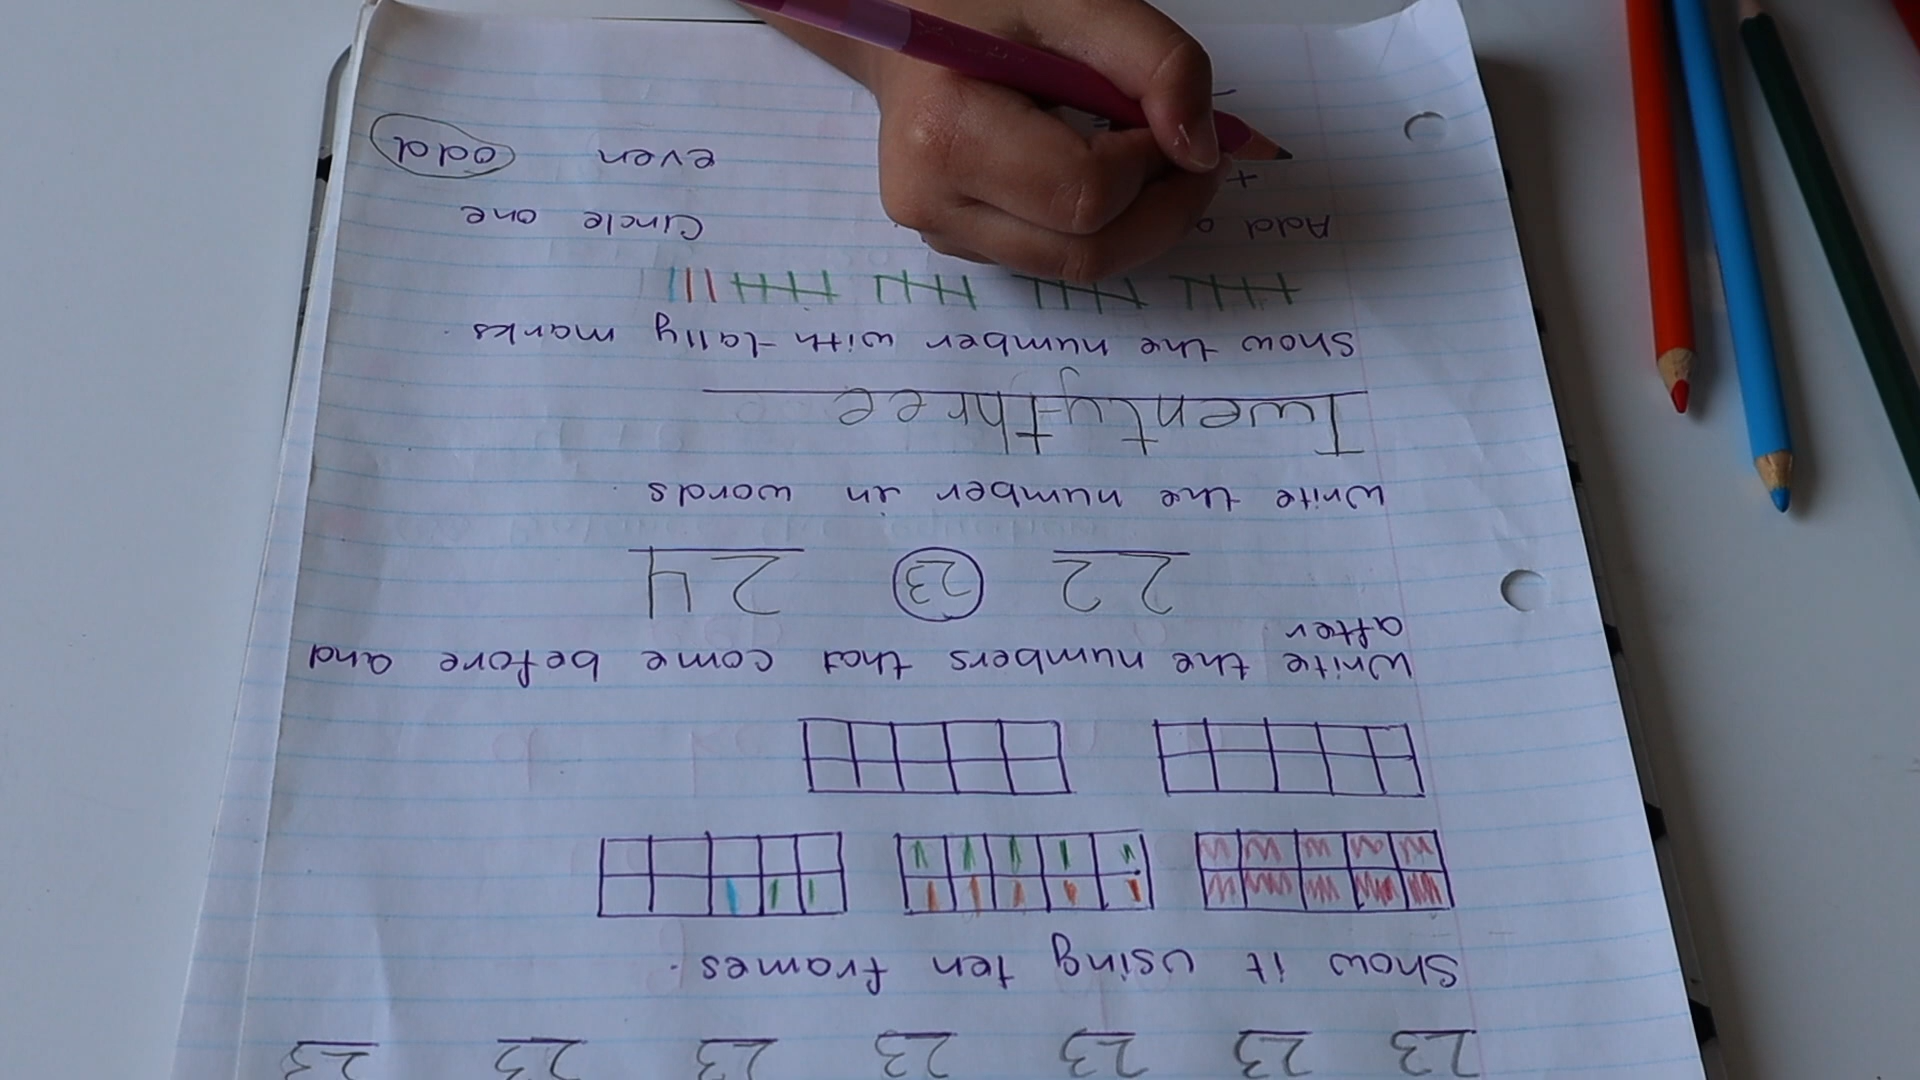 23 23 23 23 23 23 23
Show it using ten frames.
Write the numbers that come before and
after
22 23 24
Write the number in words.
Twentythree
Show the number with tally marks.
Add Circle one
+ even odd
-